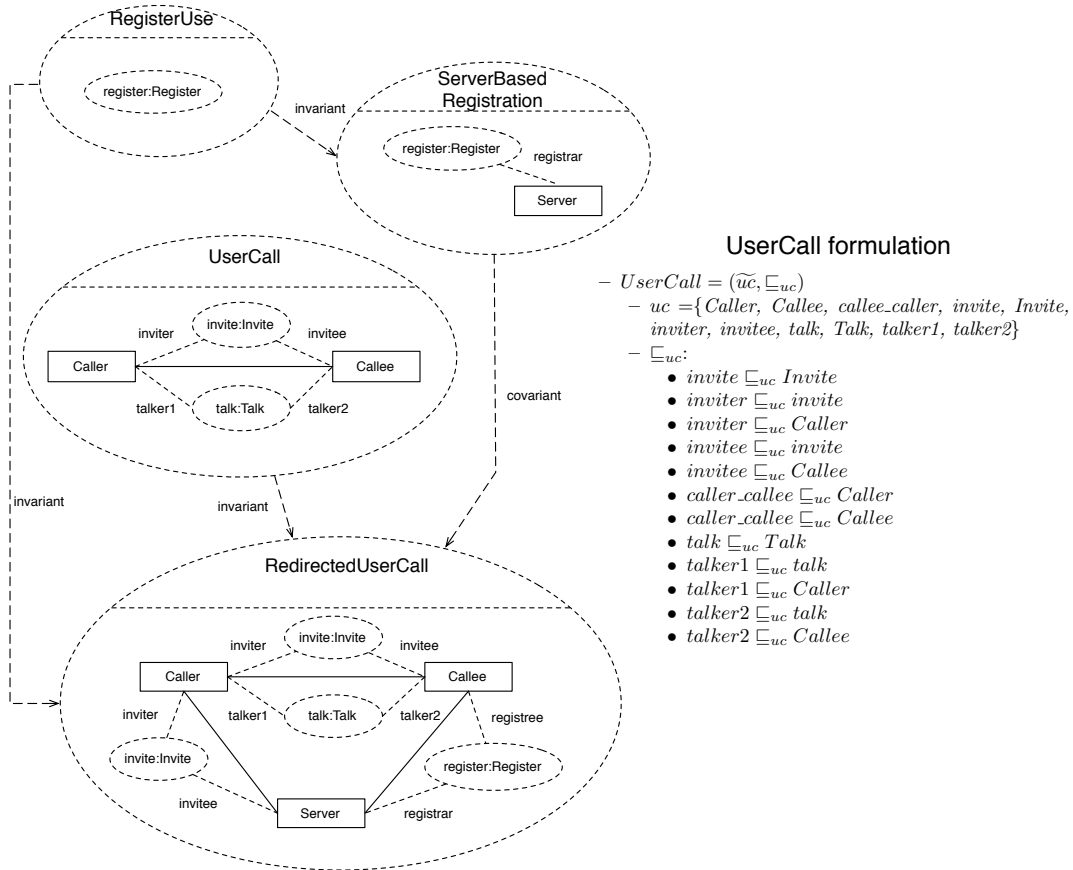 RegisterUse
register:Register
invariant
ServerBased
Registration
register:Register
registrar
Server
UserCall
inviter
invite:Invite
invitee
Caller
Callee
talker1
talk:Talk
talker2
covariant
invariant
invariant
RedirectedUserCall
inviter
invite:Invite
invitee
Caller
Callee
inviter
talker1
talk:Talk
talker2
registree
invite:Invite
register:Register
invitee
Server
registrar
UserCall formulation
– UserCall = (u͠c, ⊑uc)
– uc ={Caller, Callee, callee_caller, invite, Invite,
inviter, invitee, talk, Talk, talker1, talker2}
– ⊑uc:
• invite ⊑uc Invite
• inviter ⊑uc invite
• inviter ⊑uc Caller
• invitee ⊑uc invite
• invitee ⊑uc Callee
• caller_callee ⊑uc Caller
• caller_callee ⊑uc Callee
• talk ⊑uc Talk
• talker1 ⊑uc talk
• talker1 ⊑uc Caller
• talker2 ⊑uc talk
• talker2 ⊑uc Callee